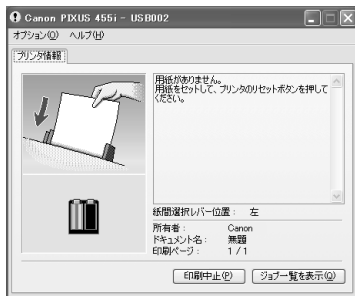 Canon PIXUS 455i - USB002
オプション(O) ヘルプ(H)
プリンタ情報
用紙がありません。
用紙をセットして、プリンタのリセットボタンを押して
ください。
紙間選択レバー位置： 左
所有者： Canon
ドキュメント名： 無題
印刷ページ： 1 / 1
印刷中止(P) ジョブ一覧を表示(Q)